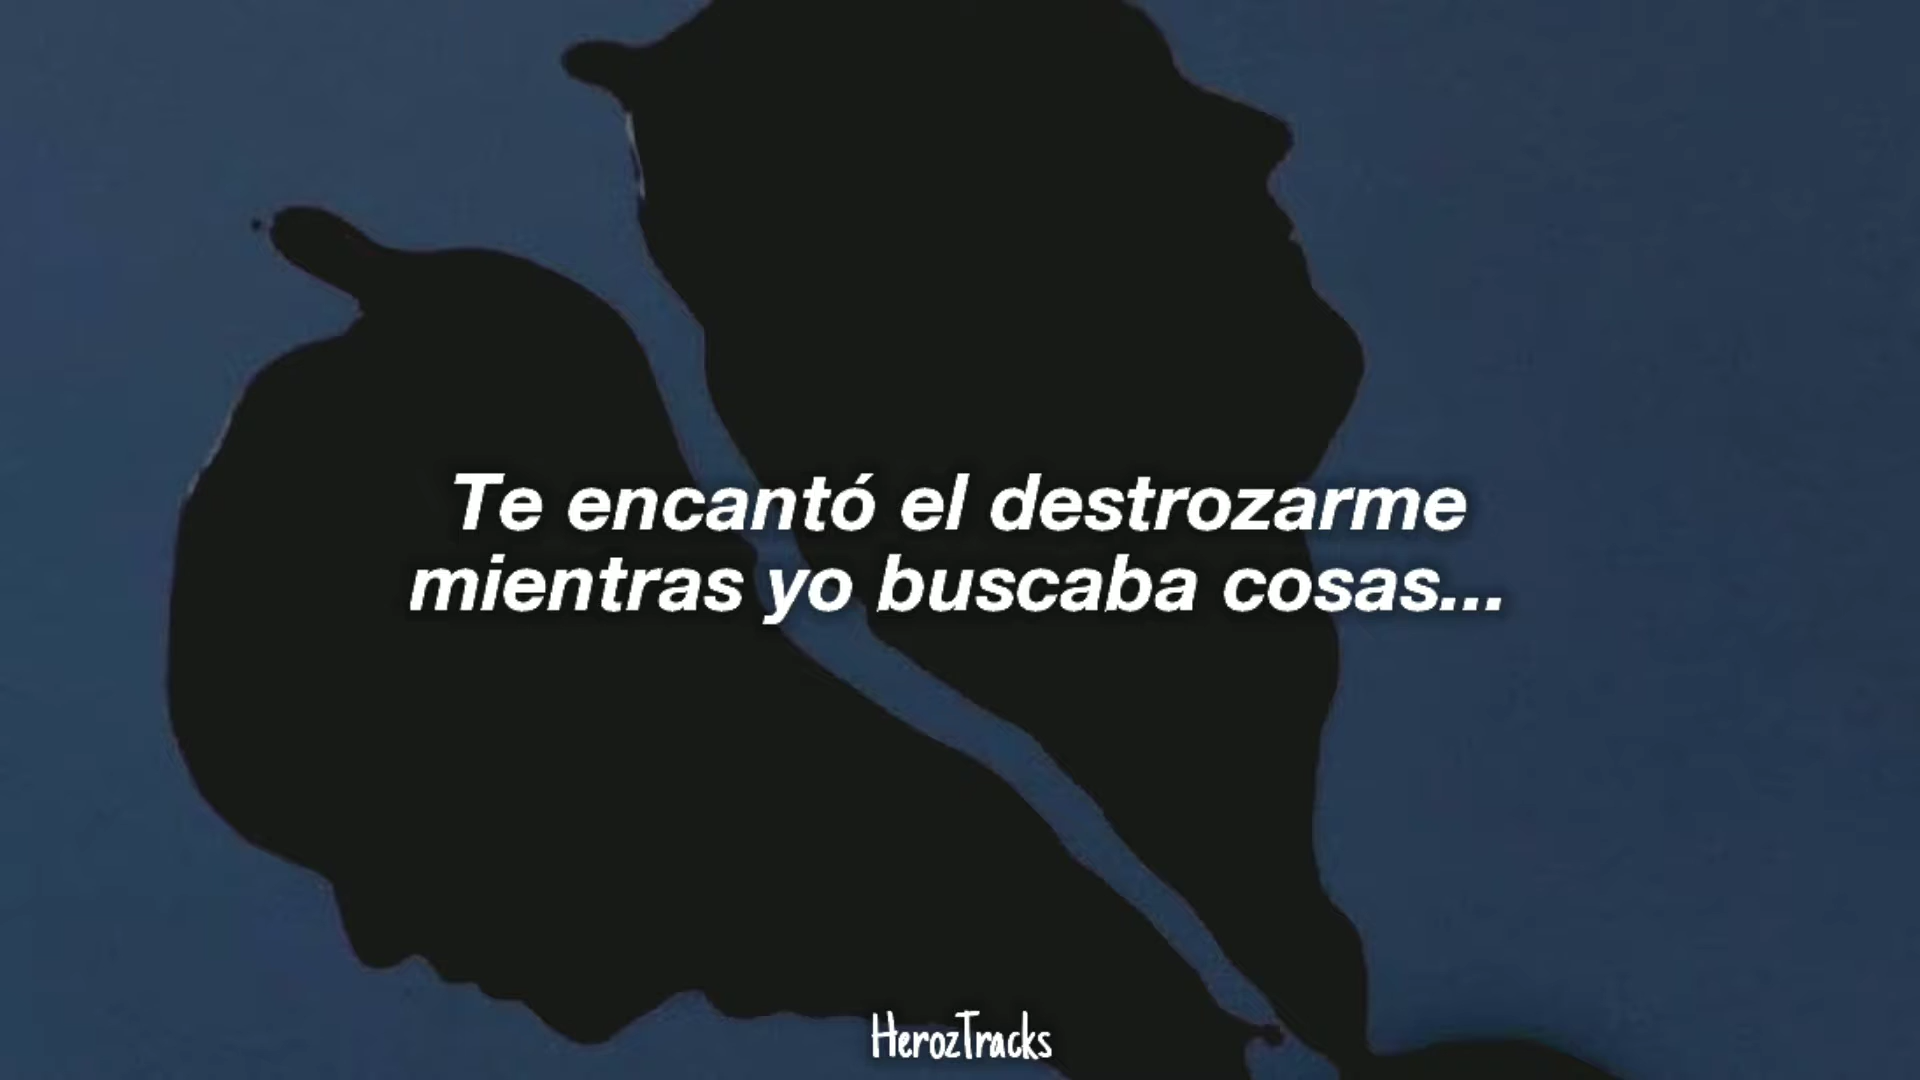 Te encantó el destrozarme
mientras yo buscaba cosas...
HerozTracks